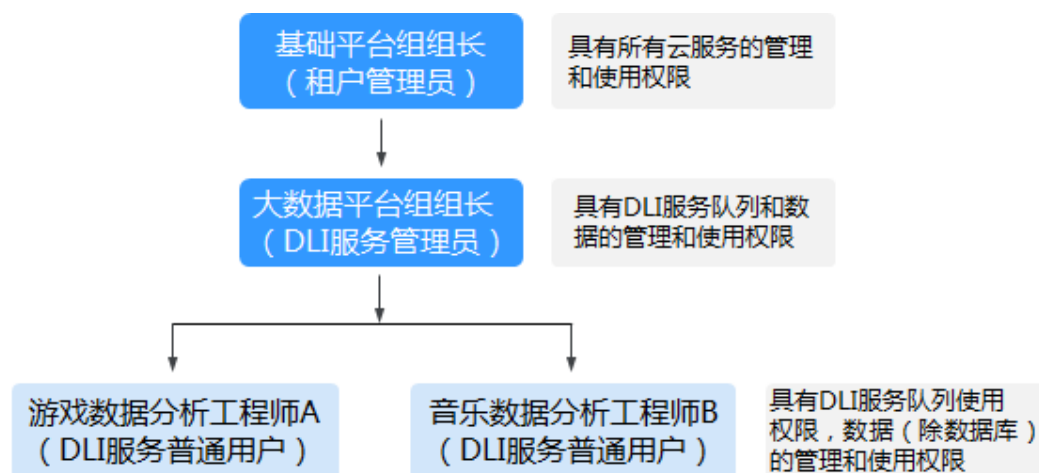 基础平台组组长
（租户管理员）
具有所有云服务的管理
和使用权限
大数据平台组组长
（DLI服务管理员）
具有DLI服务队列和数
据的管理和使用权限
游戏数据分析工程师A
（DLI服务普通用户）
音乐数据分析工程师B
（DLI服务普通用户）
具有DLI服务队列使用
权限，数据（除数据库）
的管理和使用权限